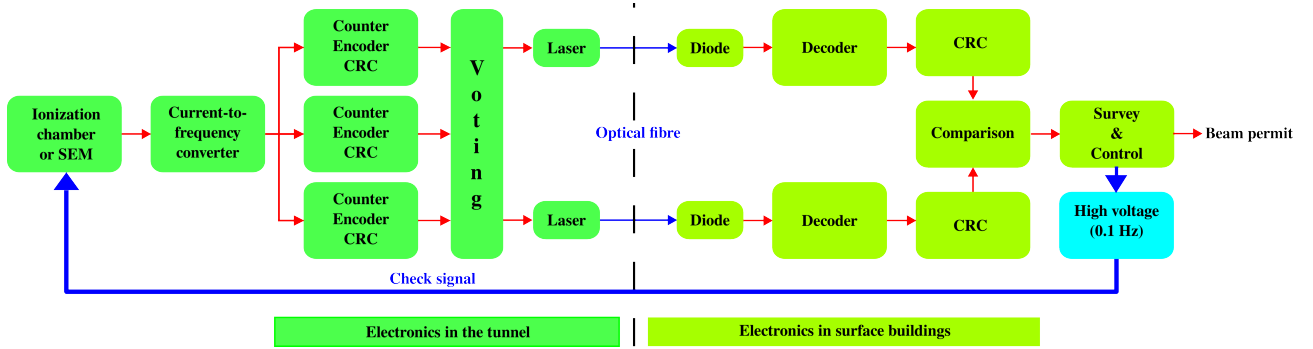 Ionization
chamber
or SEM
Current-to-
frequency
converter
Counter
Encoder
CRC
Counter
Encoder
CRC
Counter
Encoder
CRC
V
o
t
i
n
g
Laser
Laser
Optical fibre
Diode
Decoder
CRC
Diode
Decoder
CRC
Comparison
Survey
&
Control
Beam permit
High voltage
(0.1 Hz)
Check signal
Electronics in the tunnel
Electronics in surface buildings